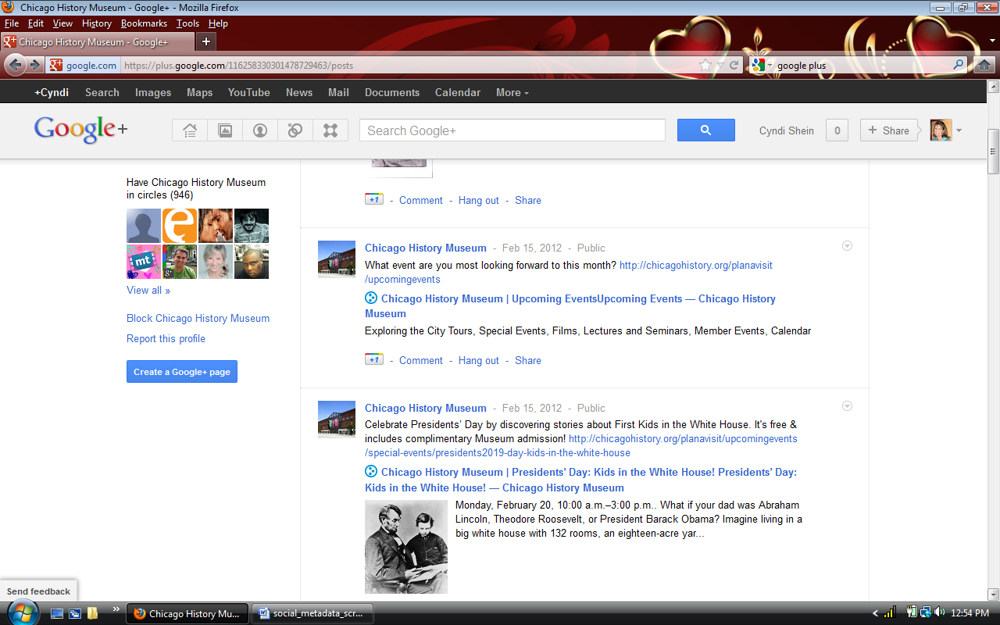 Chicago History Museum - Google+ - Mozilla Firefox
File Edit View History Bookmarks Tools Help
Chicago History Museum - Google+
google.com https://plus.google.com/116258330301478729463/posts google plus
+Cyndi Search Images Maps YouTube News Mail Documents Calendar More
Google+ Search Google+ Cyndi Shein 0 + Share
Have Chicago History Museum
in circles (946)
mt
g+
View all »
Block Chicago History Museum
Report this profile
Create a Google+ page
+1 - Comment - Hang out - Share
Chicago History Museum - Feb 15, 2012 - Public
What event are you most looking forward to this month? http://chicagohistory.org/planavisit
/upcomingevents
Chicago History Museum | Upcoming EventsUpcoming Events — Chicago History
Museum
Exploring the City Tours, Special Events, Films, Lectures and Seminars, Member Events, Calendar
+1 - Comment - Hang out - Share
Chicago History Museum - Feb 15, 2012 - Public
Celebrate Presidents’ Day by discovering stories about First Kids in the White House. It's free &
includes complimentary Museum admission! http://chicagohistory.org/planavisit/upcomingevents
/special-events/presidents2019-day-kids-in-the-white-house
Chicago History Museum | Presidents’ Day: Kids in the White House! Presidents’ Day:
Kids in the White House! — Chicago History Museum
Monday, February 20, 10:00 a.m.–3:00 p.m.. What if your dad was Abraham
Lincoln, Theodore Roosevelt, or President Barack Obama? Imagine living in a
big white house with 132 rooms, an eighteen-acre yar...
Send feedback
Chicago History Mu... social_metadata_scr... 12:54 PM